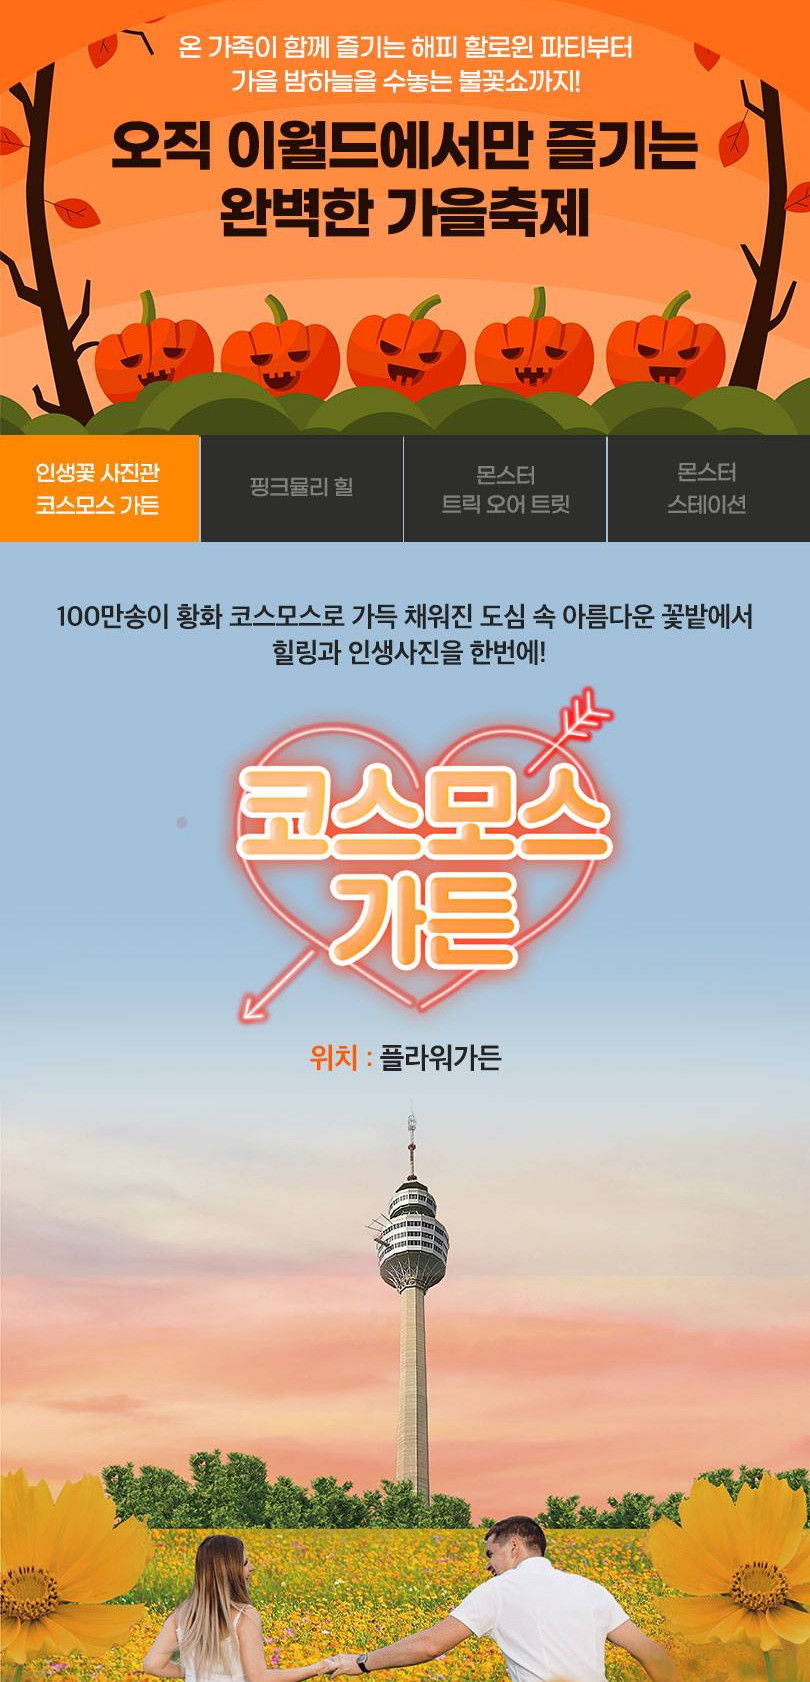 온 가족이 함께 즐기는 해피 할로윈 파티부터
가을 밤하늘을 수놓는 불꽃쇼까지!
오직 이월드에서만 즐기는
완벽한 가을축제
인생꽃 사진관
코스모스 가든
핑크뮬리 힐
몬스터
트릭 오어 트릿
몬스터
스테이션
100만송이 황화 코스모스로 가득 채워진 도심 속 아름다운 꽃밭에서
힐링과 인생사진을 한번에!
코스모스
가든
위치 : 플라워가든